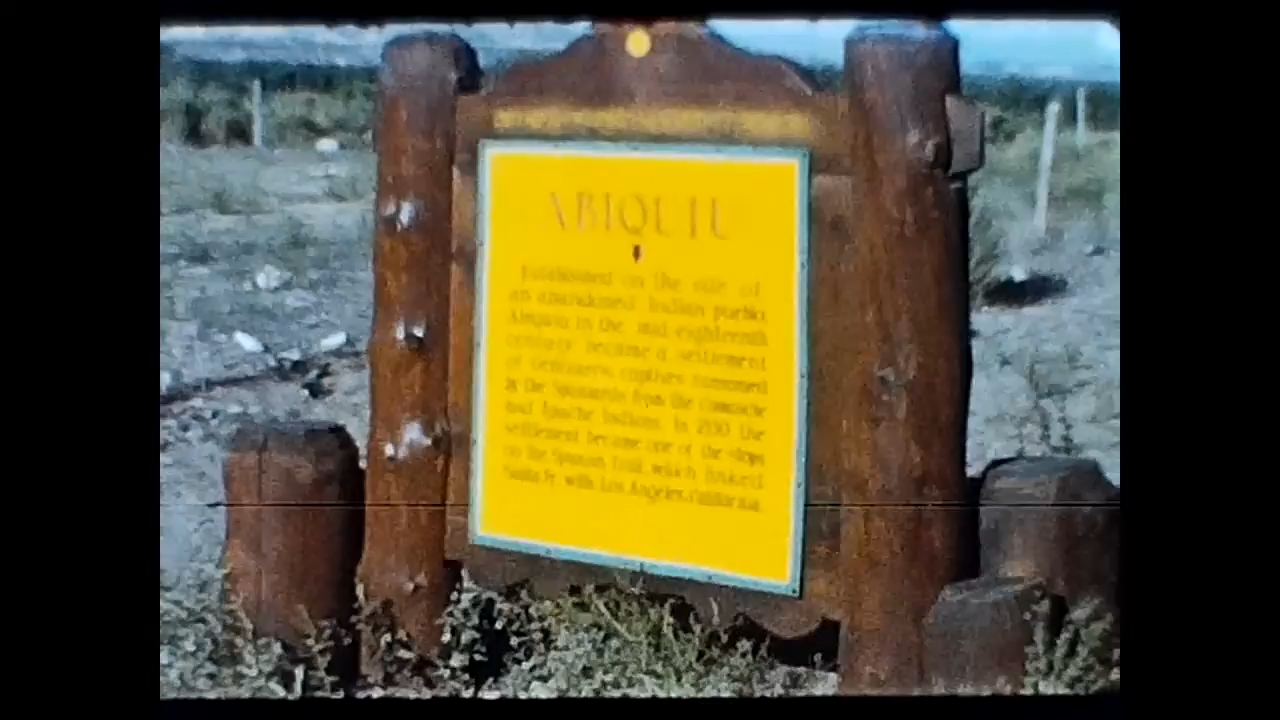 ABIQUIU
Established on the site of
an abandoned Indian pueblo,
Abiquiu in the mid-eighteenth
century became a settlement
of Genizaros, captives ransomed
by the Spaniards from the Comanche
and Apache Indians. In 1830 the
settlement became one of the stops
on the Spanish Trail which linked
Santa Fe with Los Angeles, California.